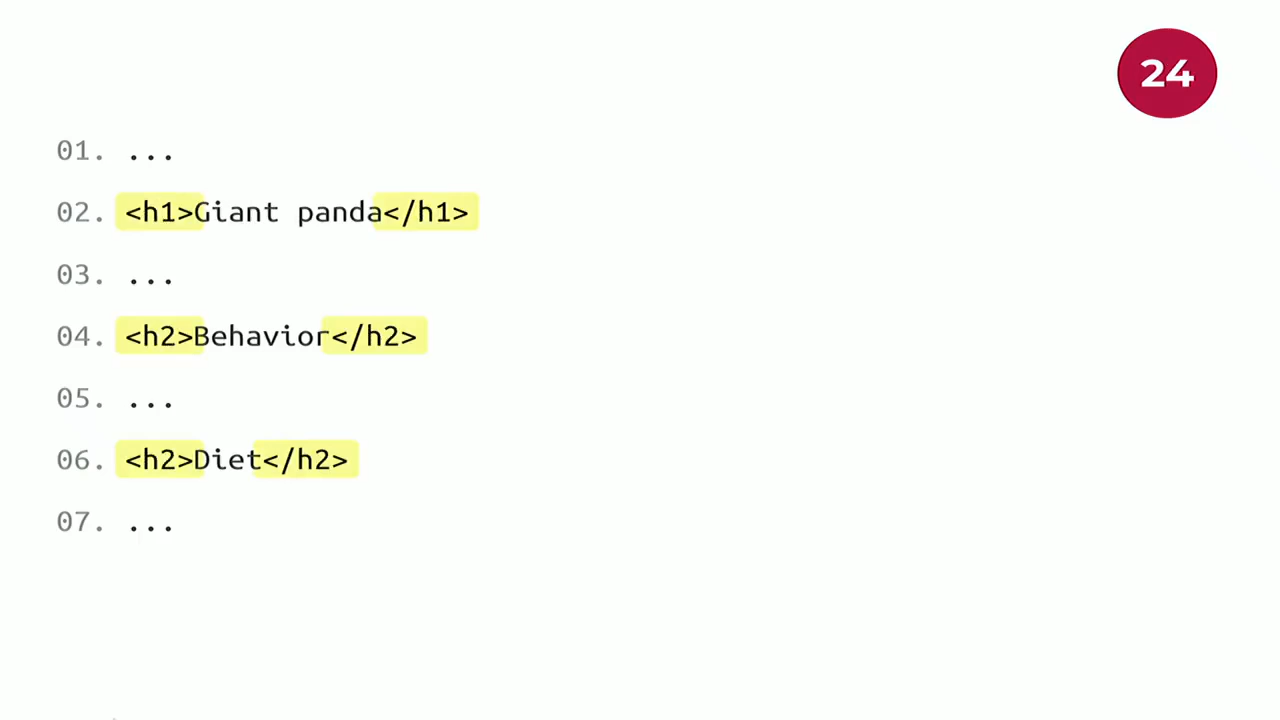 24
01. ...
02. <h1>Giant panda</h1>
03. ...
04. <h2>Behavior</h2>
05. ...
06. <h2>Diet</h2>
07. ...